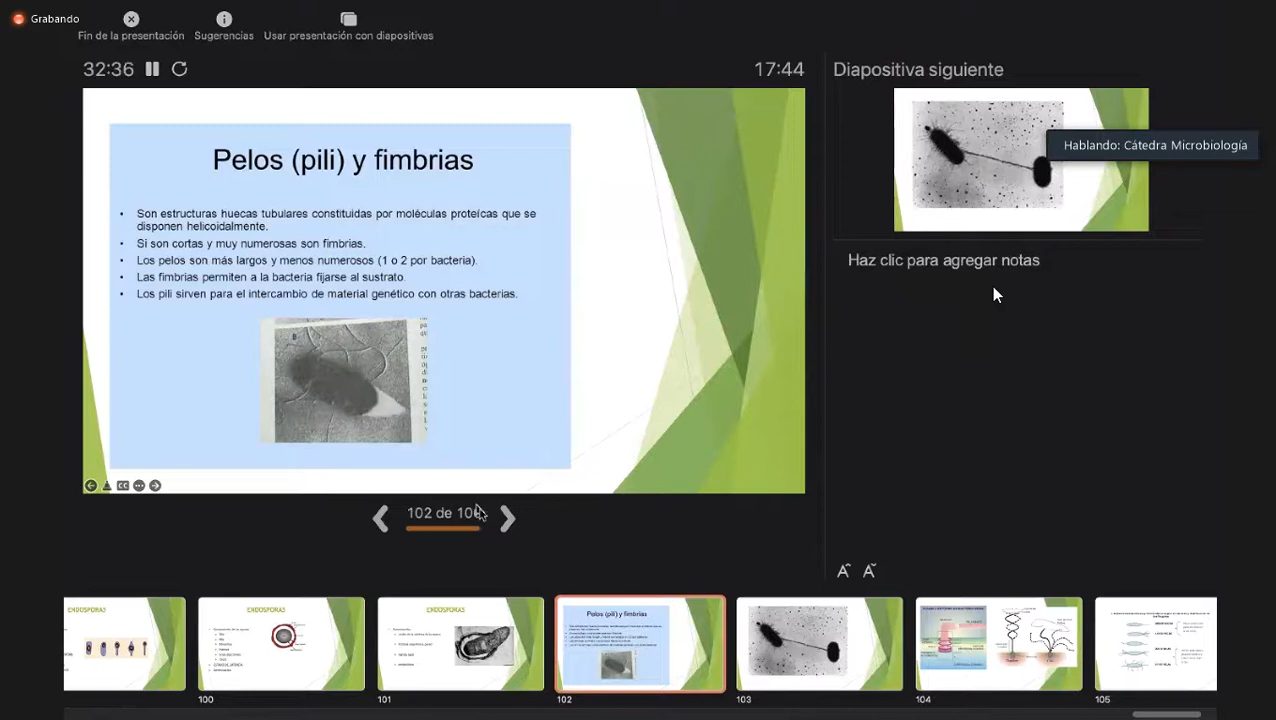 Grabando
Fin de la presentación
Sugerencias
Usar presentación con diapositivas
32:36
17:44
Diapositiva siguiente
Pelos (pili) y fimbrias
• Son estructuras huecas tubulares constituidas por moléculas proteícas que se
disponen helicoidalmente.
• Si son cortas y muy numerosas son fimbrias.
• Los pelos son más largos y menos numerosos (1 o 2 por bacteria).
• Las fimbrias permiten a la bacteria fijarse al sustrato.
• Los pili sirven para el intercambio de material genético con otras bacterias.
Hablando: Cátedra Microbiología
Haz clic para agregar notas
102 de
ENDOSPORAS
ENDOSPORAS
ENDOSPORAS
Pelos (pili) y fimbrias
100
101
102
103
104
105